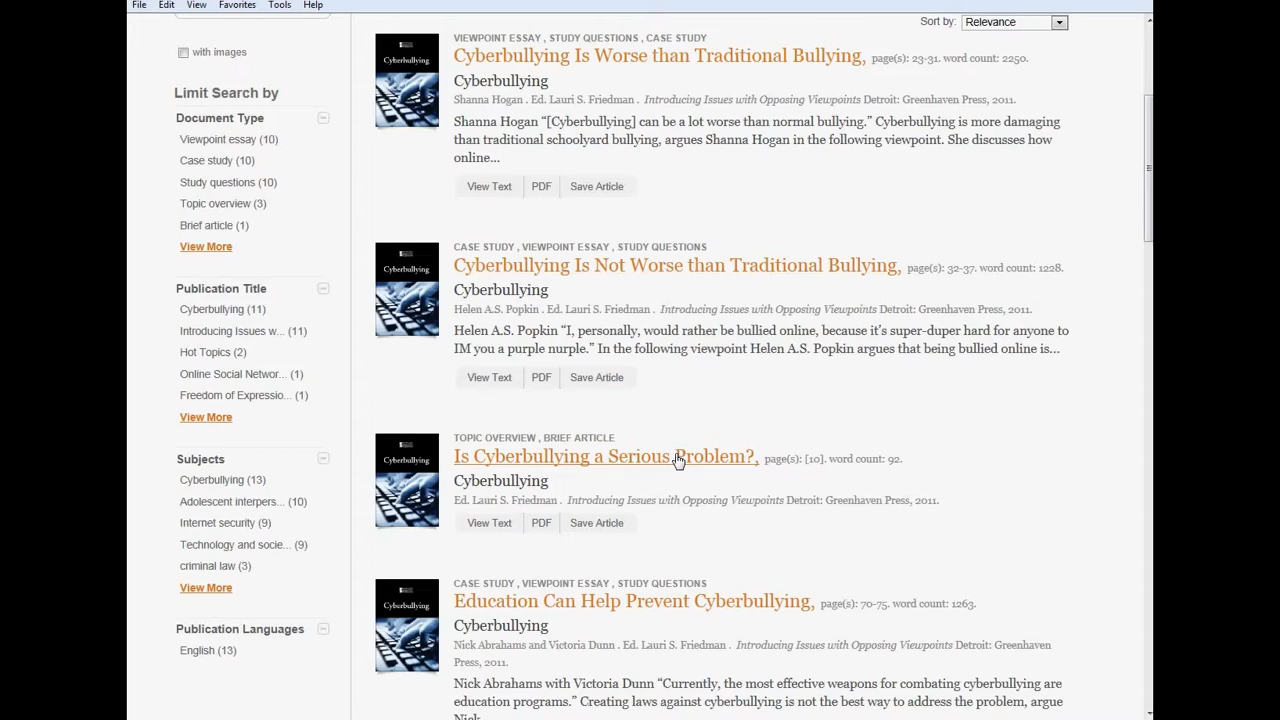 File Edit View Favorites Tools Help
Sort by: Relevance
with images
Limit Search by
Document Type
Viewpoint essay (10)
Case study (10)
Study questions (10)
Topic overview (3)
Brief article (1)
View More
Publication Title
Cyberbullying (11)
Introducing Issues w... (11)
Hot Topics (2)
Online Social Networ... (1)
Freedom of Expressio... (1)
View More
Subjects
Cyberbullying (13)
Adolescent interpers... (10)
Internet security (9)
Technology and socie... (9)
criminal law (3)
View More
Publication Languages
English (13)
Cyberbullying
VIEWPOINT ESSAY , STUDY QUESTIONS , CASE STUDY
Cyberbullying Is Worse than Traditional Bullying, page(s): 23-31. word count: 2250.
Cyberbullying
Shanna Hogan . Ed. Lauri S. Friedman . Introducing Issues with Opposing Viewpoints Detroit: Greenhaven Press, 2011.
Shanna Hogan “[Cyberbullying] can be a lot worse than normal bullying.” Cyberbullying is more damaging
than traditional schoolyard bullying, argues Shanna Hogan in the following viewpoint. She discusses how
online...
View Text PDF Save Article
Cyberbullying
CASE STUDY , VIEWPOINT ESSAY , STUDY QUESTIONS
Cyberbullying Is Not Worse than Traditional Bullying, page(s): 32-37. word count: 1228.
Cyberbullying
Helen A.S. Popkin . Ed. Lauri S. Friedman . Introducing Issues with Opposing Viewpoints Detroit: Greenhaven Press, 2011.
Helen A.S. Popkin “I, personally, would rather be bullied online, because it's super-duper hard for anyone to
IM you a purple nurple.” In the following viewpoint Helen A.S. Popkin argues that being bullied online is...
View Text PDF Save Article
Cyberbullying
TOPIC OVERVIEW , BRIEF ARTICLE
Is Cyberbullying a Serious Problem?, page(s): [10]. word count: 92.
Cyberbullying
Ed. Lauri S. Friedman . Introducing Issues with Opposing Viewpoints Detroit: Greenhaven Press, 2011.
View Text PDF Save Article
Cyberbullying
CASE STUDY , VIEWPOINT ESSAY , STUDY QUESTIONS
Education Can Help Prevent Cyberbullying, page(s): 70-75. word count: 1263.
Cyberbullying
Nick Abrahams and Victoria Dunn . Ed. Lauri S. Friedman . Introducing Issues with Opposing Viewpoints Detroit: Greenhaven
Press, 2011.
Nick Abrahams with Victoria Dunn “Currently, the most effective weapons for combating cyberbullying are
education programs.” Creating laws against cyberbullying is not the best way to address the problem, argue
Nick